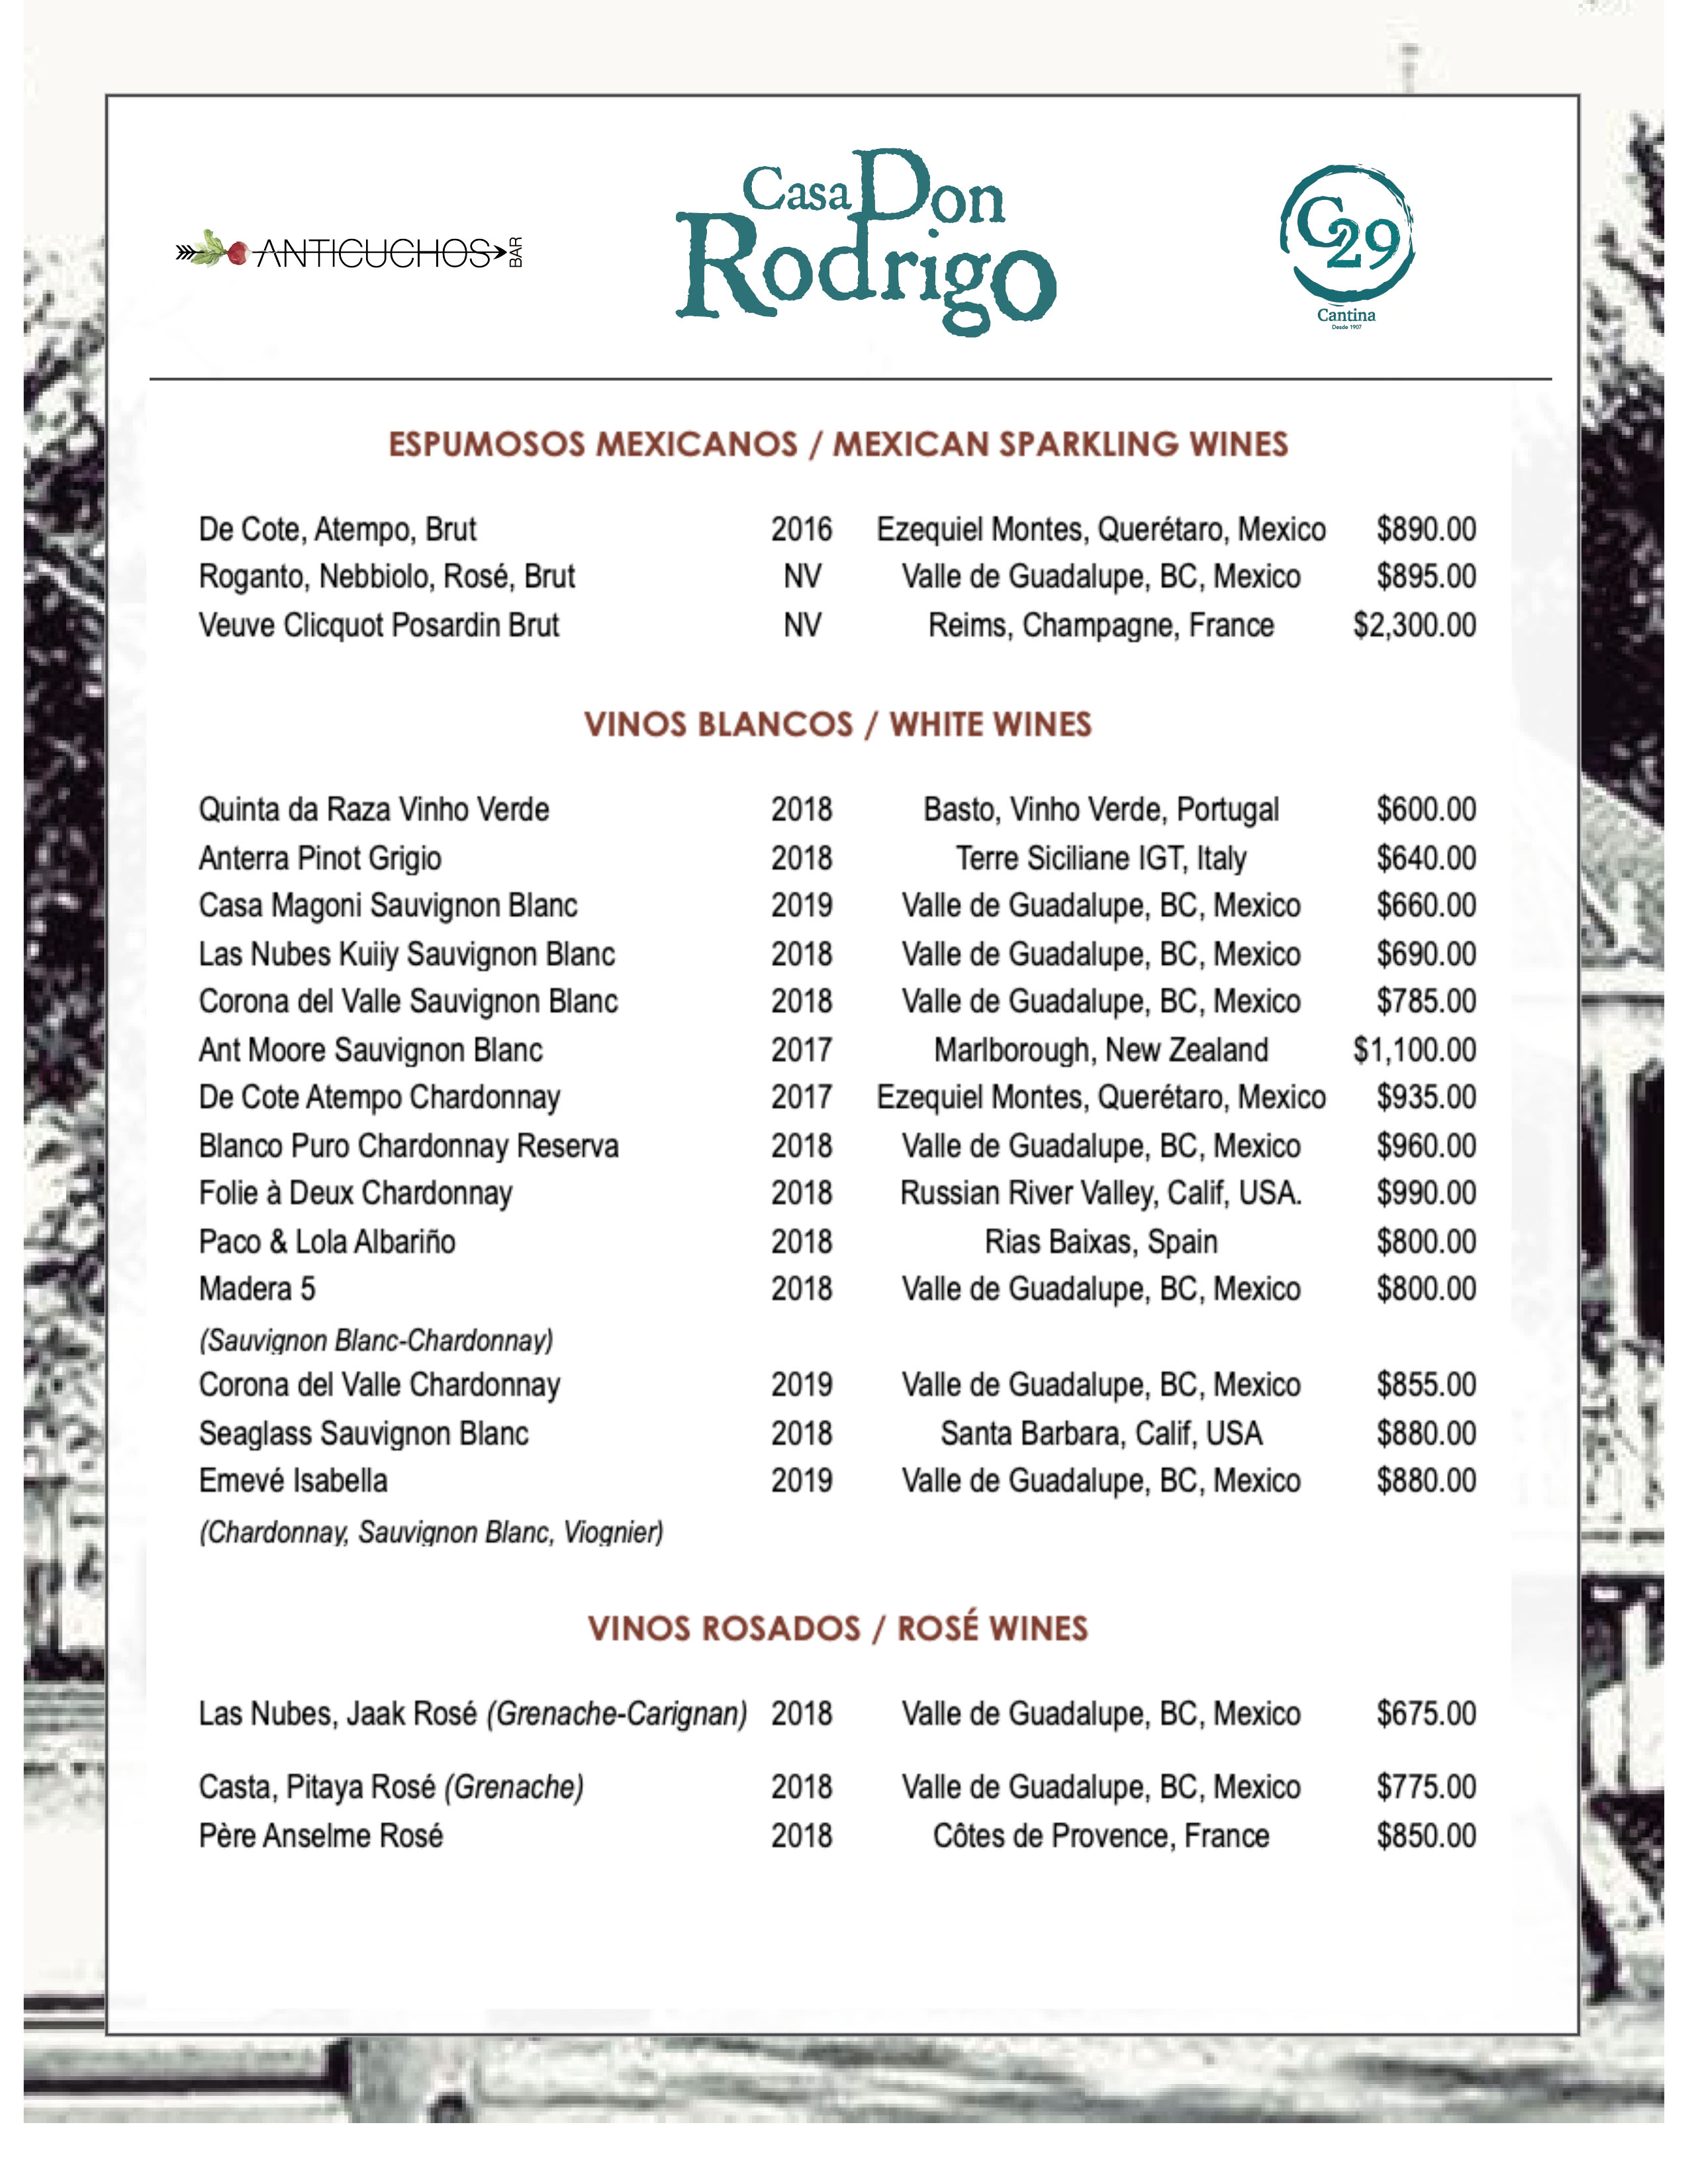 ANTICUCHOS BAR
Casa Don
Rodrigo
C29
Cantina
Desde 1907
ESPUMOSOS MEXICANOS / MEXICAN SPARKLING WINES
De Cote, Atempo, Brut 2016 Ezequiel Montes, Querétaro, Mexico $890.00
Roganto, Nebbiolo, Rosé, Brut NV Valle de Guadalupe, BC, Mexico $895.00
Veuve Clicquot Posardin Brut NV Reims, Champagne, France $2,300.00
VINOS BLANCOS / WHITE WINES
Quinta da Raza Vinho Verde 2018 Basto, Vinho Verde, Portugal $600.00
Anterra Pinot Grigio 2018 Terre Siciliane IGT, Italy $640.00
Casa Magoni Sauvignon Blanc 2019 Valle de Guadalupe, BC, Mexico $660.00
Las Nubes Kuiiy Sauvignon Blanc 2018 Valle de Guadalupe, BC, Mexico $690.00
Corona del Valle Sauvignon Blanc 2018 Valle de Guadalupe, BC, Mexico $785.00
Ant Moore Sauvignon Blanc 2017 Marlborough, New Zealand $1,100.00
De Cote Atempo Chardonnay 2017 Ezequiel Montes, Querétaro, Mexico $935.00
Blanco Puro Chardonnay Reserva 2018 Valle de Guadalupe, BC, Mexico $960.00
Folie à Deux Chardonnay 2018 Russian River Valley, Calif, USA. $990.00
Paco & Lola Albariño 2018 Rias Baixas, Spain $800.00
Madera 5 2018 Valle de Guadalupe, BC, Mexico $800.00
(Sauvignon Blanc-Chardonnay)
Corona del Valle Chardonnay 2019 Valle de Guadalupe, BC, Mexico $855.00
Seaglass Sauvignon Blanc 2018 Santa Barbara, Calif, USA $880.00
Emevé Isabella 2019 Valle de Guadalupe, BC, Mexico $880.00
(Chardonnay, Sauvignon Blanc, Viognier)
VINOS ROSADOS / ROSÉ WINES
Las Nubes, Jaak Rosé (Grenache-Carignan) 2018 Valle de Guadalupe, BC, Mexico $675.00
Casta, Pitaya Rosé (Grenache) 2018 Valle de Guadalupe, BC, Mexico $775.00
Père Anselme Rosé 2018 Côtes de Provence, France $850.00